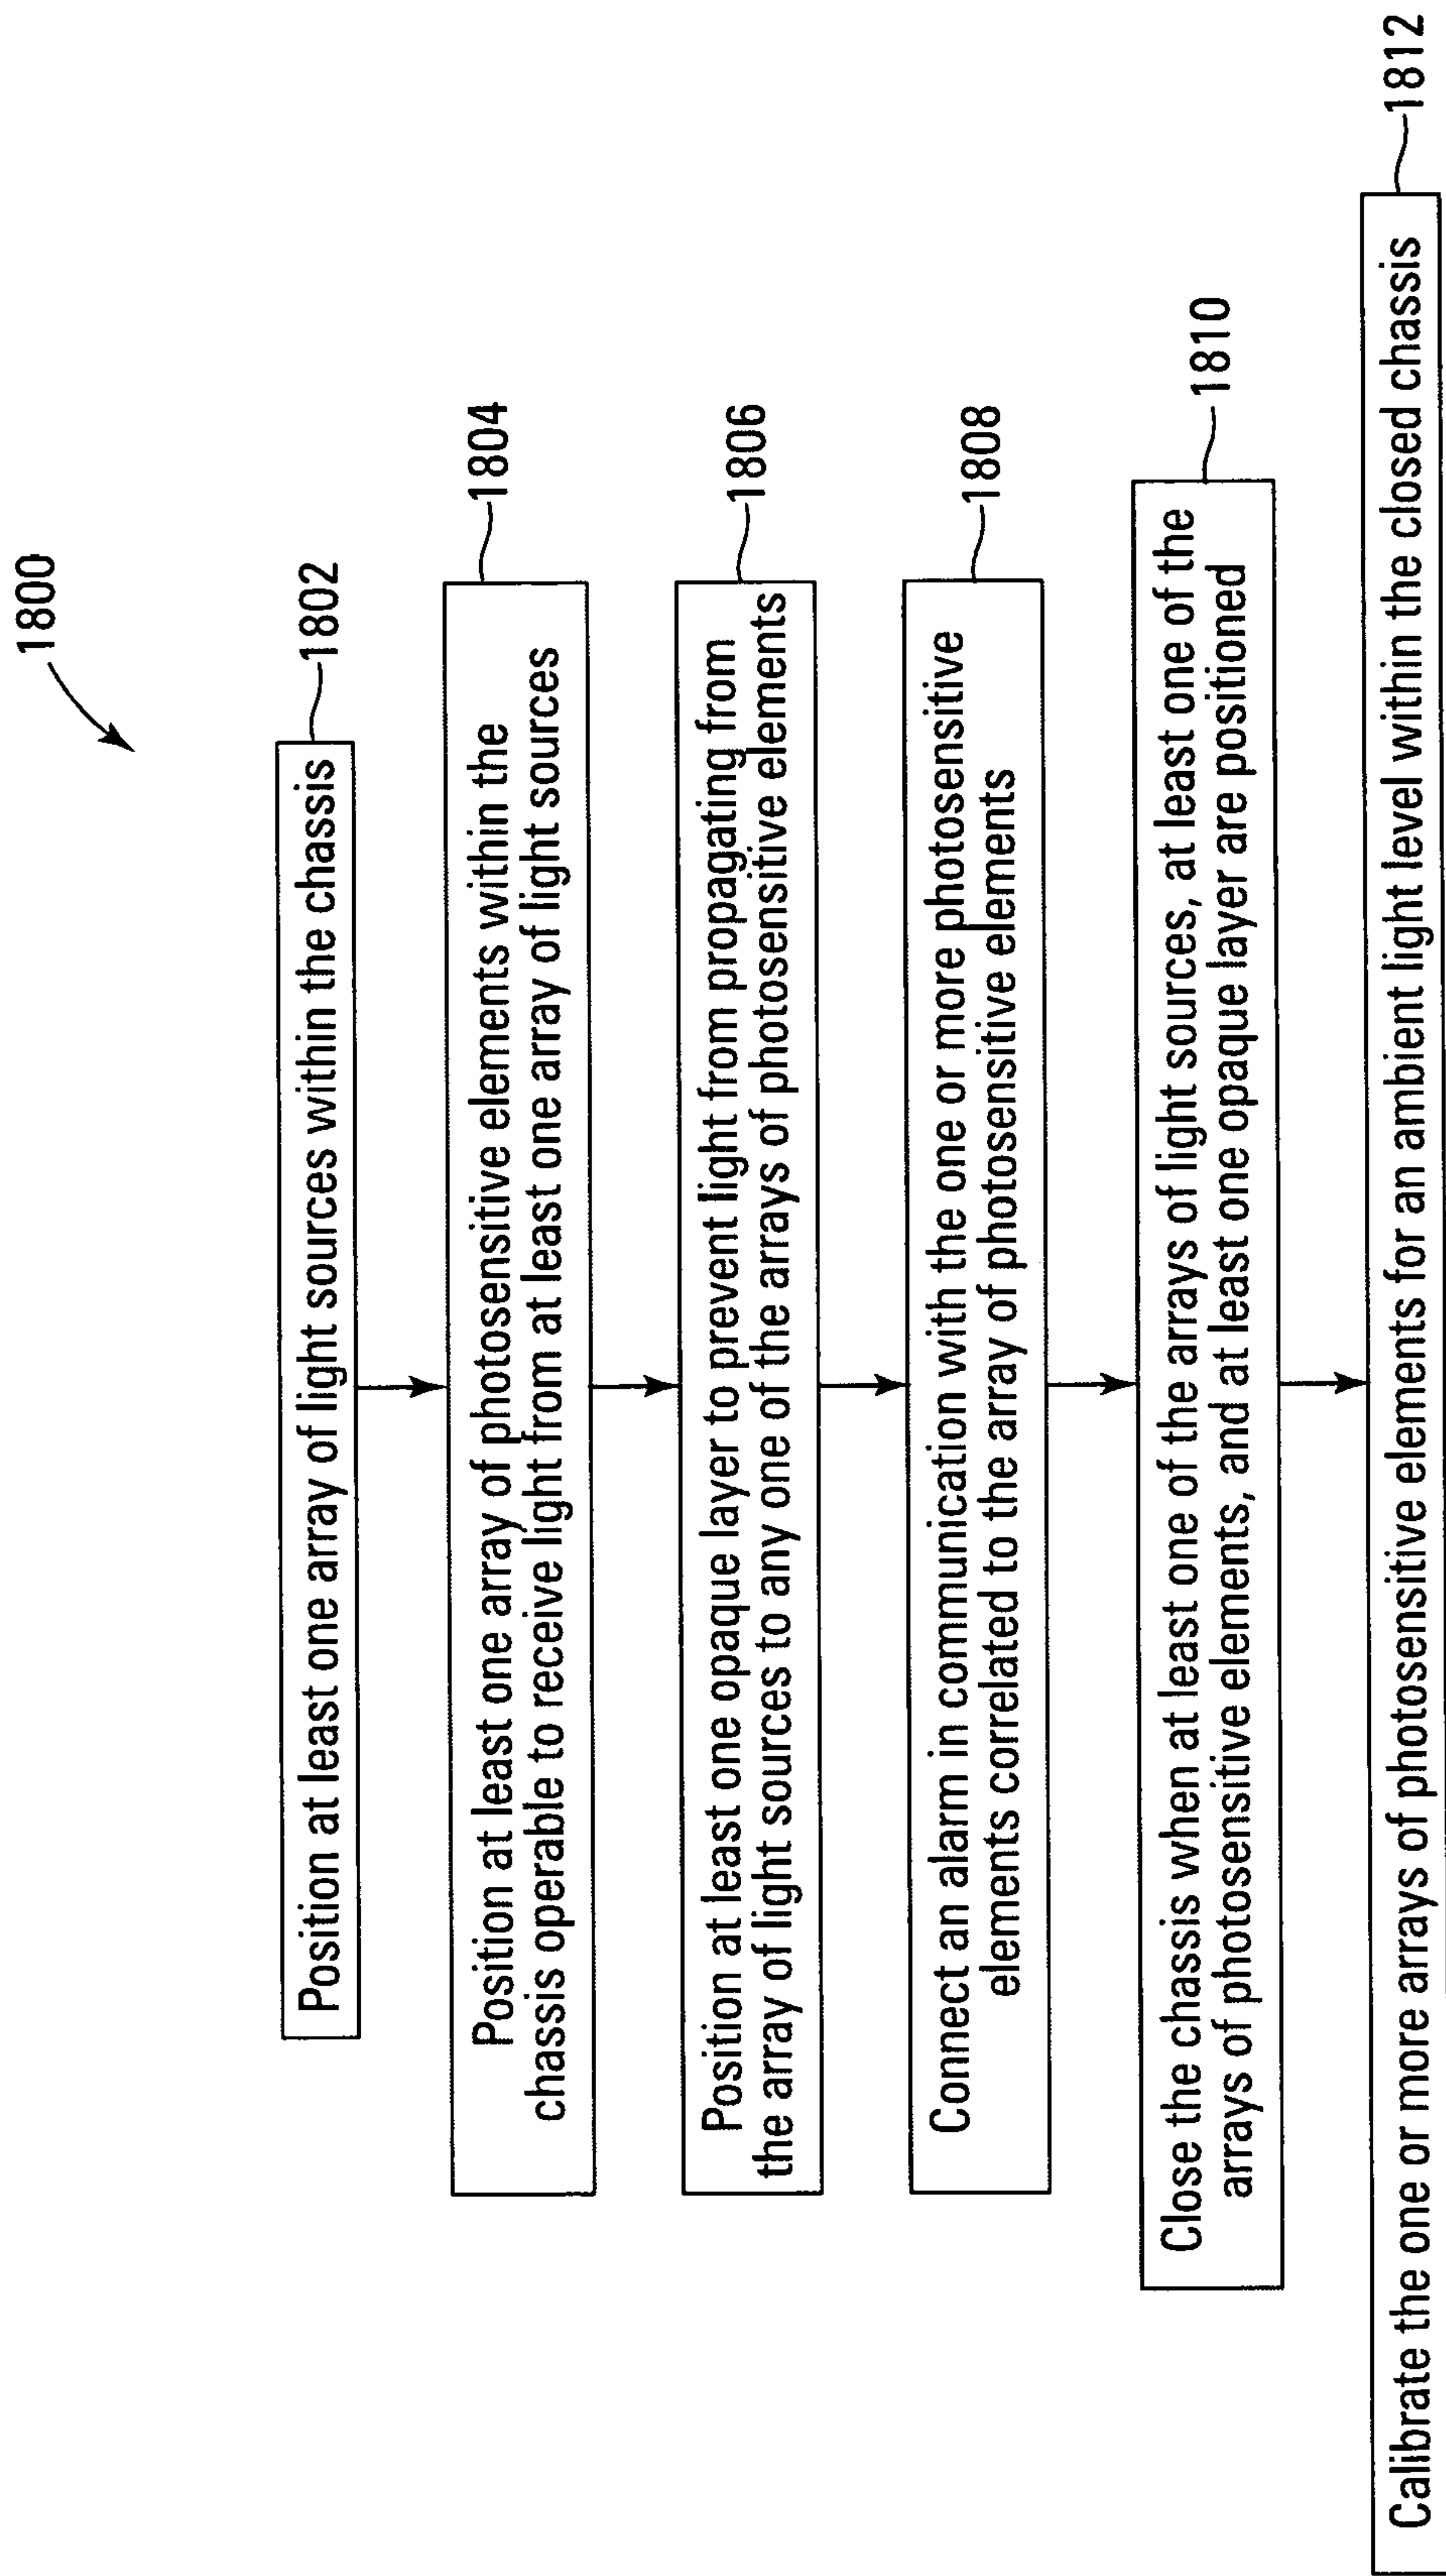 1800
Position at least one array of light sources within the chassis
1802
Position at least one array of photosensitive elements within the
chassis operable to receive light from at least one array of light sources
1804
Position at least one opaque layer to prevent light from propagating from
the array of light sources to any one of the arrays of photosensitive elements
1806
Connect an alarm in communication with the one or more photosensitive
elements correlated to the array of photosensitive elements
1808
Close the chassis when at least one of the arrays of light sources, at least one of the
arrays of photosensitive elements, and at least one opaque layer are positioned
1810
Calibrate the one or more arrays of photosensitive elements for an ambient light level within the closed chassis
1812